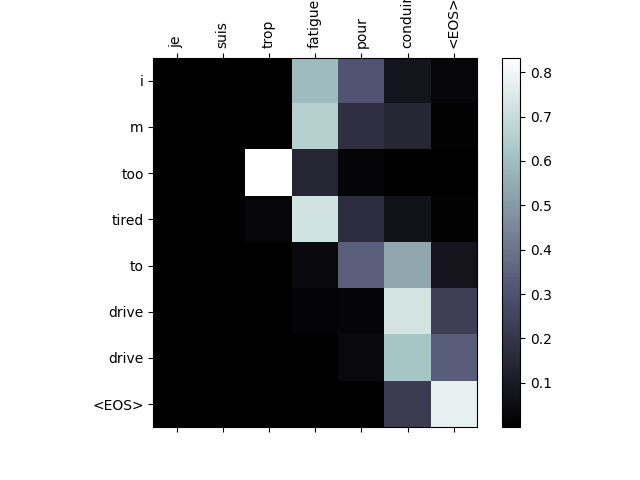 je
suis
trop
fatigue
pour
conduir
<EOS>
i
m
too
tired
to
drive
drive
<EOS>
0.8
0.7
0.6
0.5
0.4
0.3
0.2
0.1